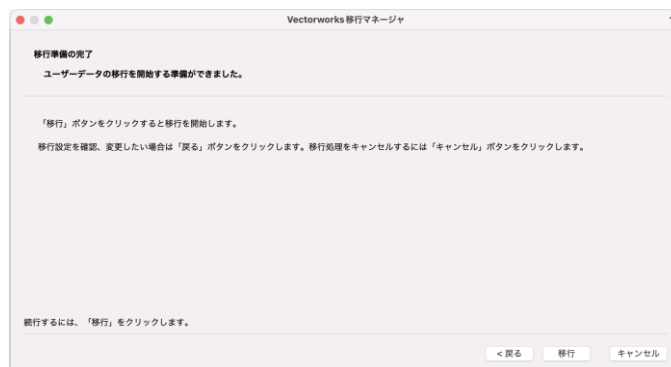 Vectorworks移行マネージャ
移行準備の完了
ユーザーデータの移行を開始する準備ができました。
「移行」ボタンをクリックすると移行を開始します。
移行設定を確認、変更したい場合は「戻る」ボタンをクリックします。移行処理をキャンセルするには「キャンセル」ボタンをクリックします。
続行するには、「移行」をクリックします。
< 戻る 移行 キャンセル